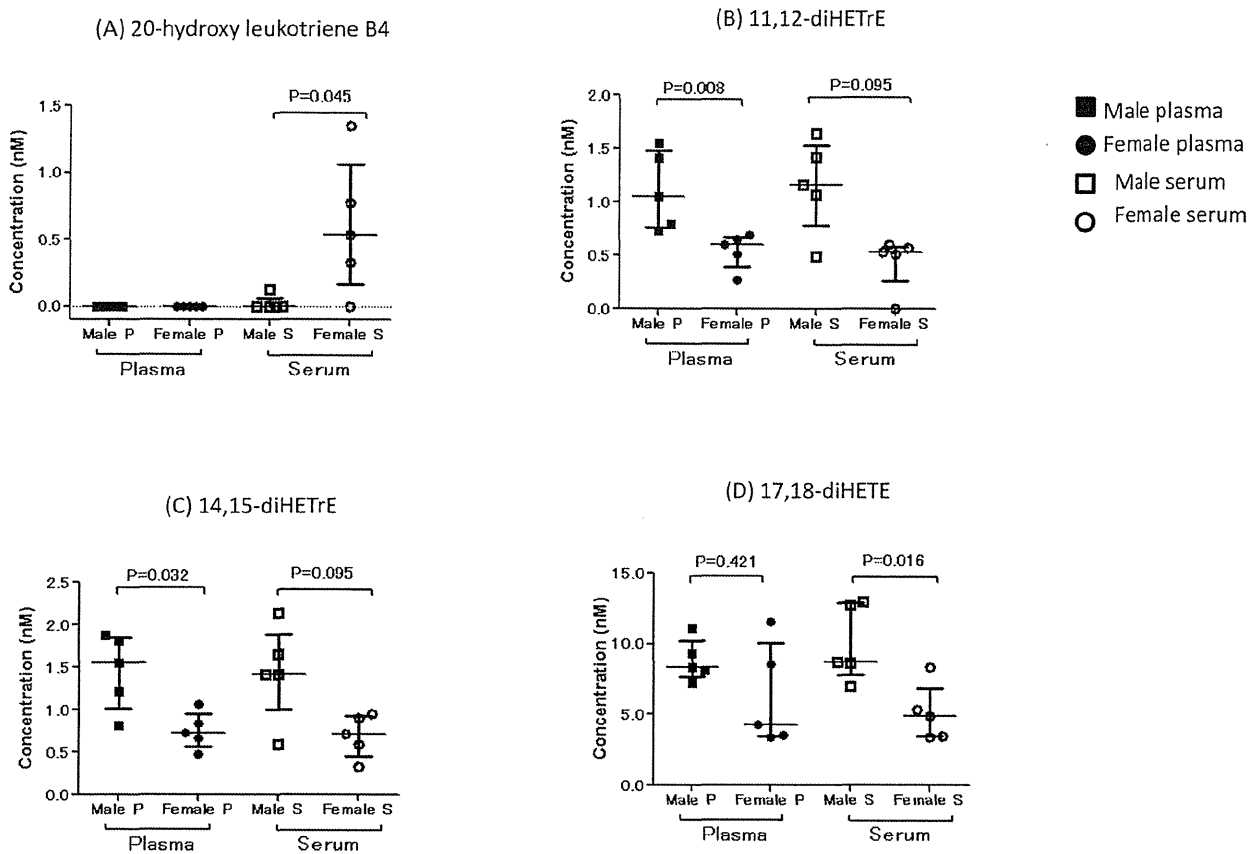 (A) 20-hydroxy leukotriene B4
P=0.045
Concentration (nM)
1.5
1.0
0.5
0.0
Male P
Female P
Male S
Female S
Plasma
Serum
(B) 11,12-diHETrE
P=0.008
P=0.095
Concentration (nM)
2.0
1.5
1.0
0.5
0.0
Male P
Female P
Male S
Female S
Plasma
Serum
Male plasma
Female plasma
Male serum
Female serum
(C) 14,15-diHETrE
P=0.032
P=0.095
Concentration (nM)
2.5
2.0
1.5
1.0
0.5
0.0
Male P
Female P
Male S
Female S
Plasma
Serum
(D) 17,18-diHETE
P=0.421
P=0.016
Concentration (nM)
15.0
10.0
5.0
0.0
Male P
Female P
Male S
Female S
Plasma
Serum